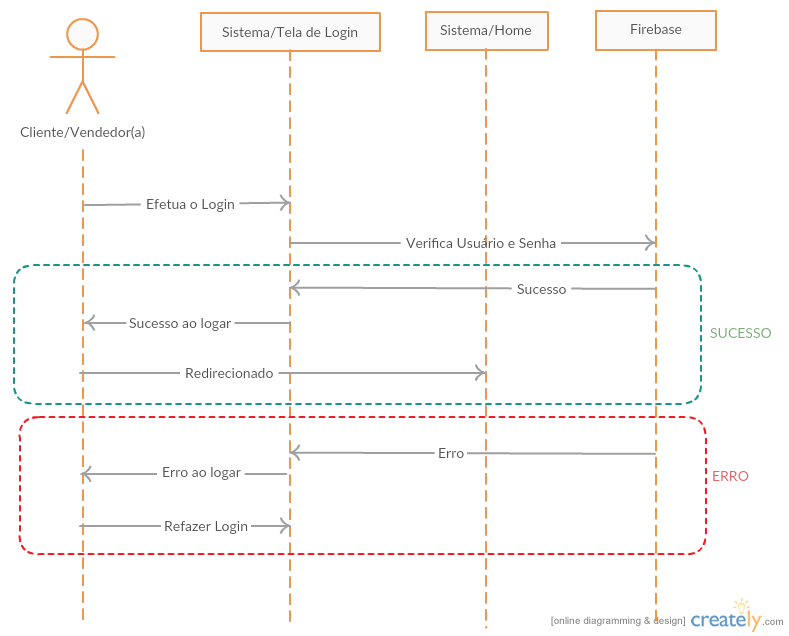 Sistema/Tela de Login
Sistema/Home
Firebase
Cliente/Vendedor(a)
Efetua o Login
Verifica Usuário e Senha
Sucesso
Sucesso ao logar
SUCESSO
Redirecionado
Erro
Erro ao logar
ERRO
Refazer Login
[online diagramming & design] creately.com